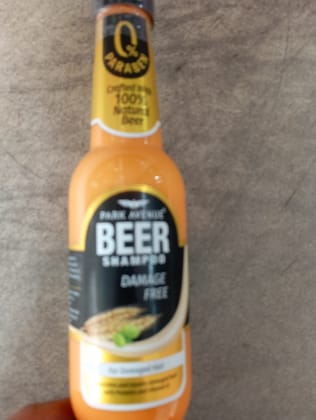 0%
PARABEN
Crafted with
100%
Natural
Beer
PARK AVENUE
BEER
SHAMPOO
DAMAGE
FREE
For Damaged Hair